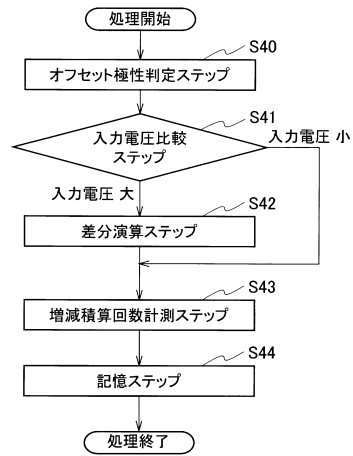 処理開始
S40
オフセット極性判定ステップ
S41
入力電圧比較
ステップ
入力電圧 小
入力電圧 大
S42
差分演算ステップ
S43
増減積算回数計測ステップ
S44
記憶ステップ
処理終了